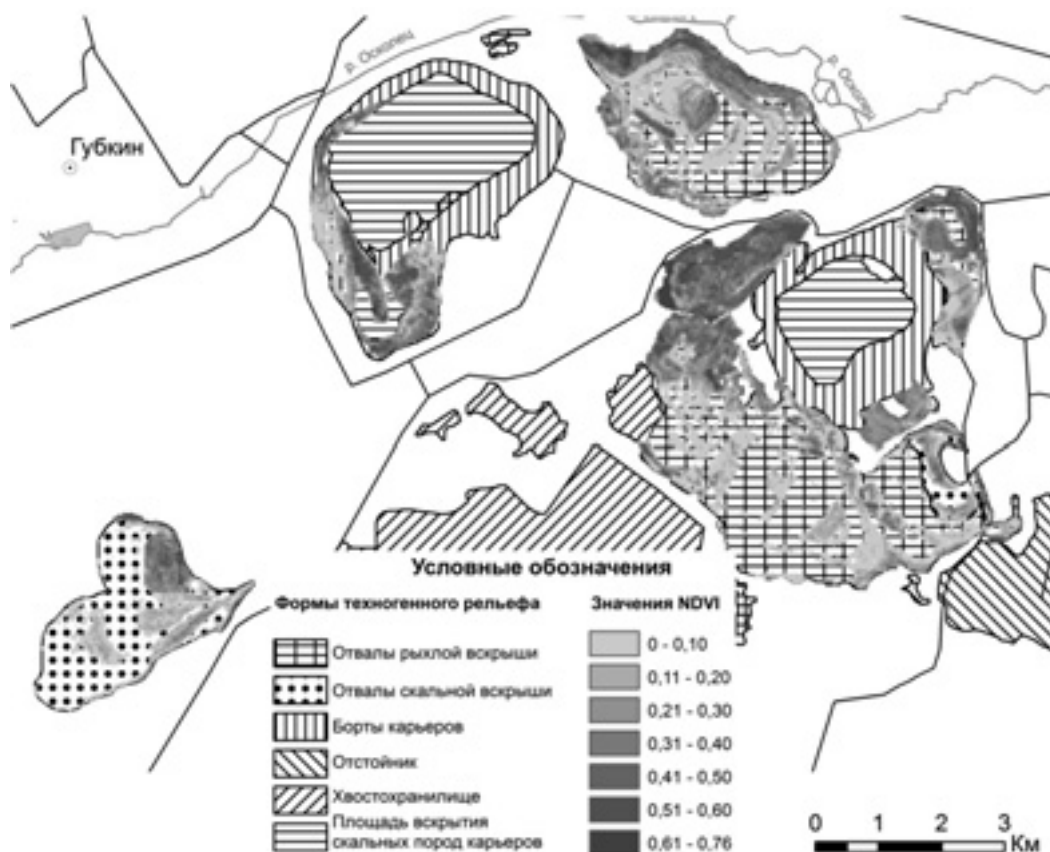 р. Осколец
р. Осколец
Губкин
Условные обозначения
Формы техногенного рельефа
Отвалы рыхлой вскрыши
Отвалы скальной вскрыши
Борты карьеров
Отстойник
Хвостохранилище
Площадь вскрытия
скальных пород карьеров
Значения NDVI
0 - 0,10
0,11 - 0,20
0,21 - 0,30
0,31 - 0,40
0,41 - 0,50
0,51 - 0,60
0,61 - 0,76
0 1 2 3
Км